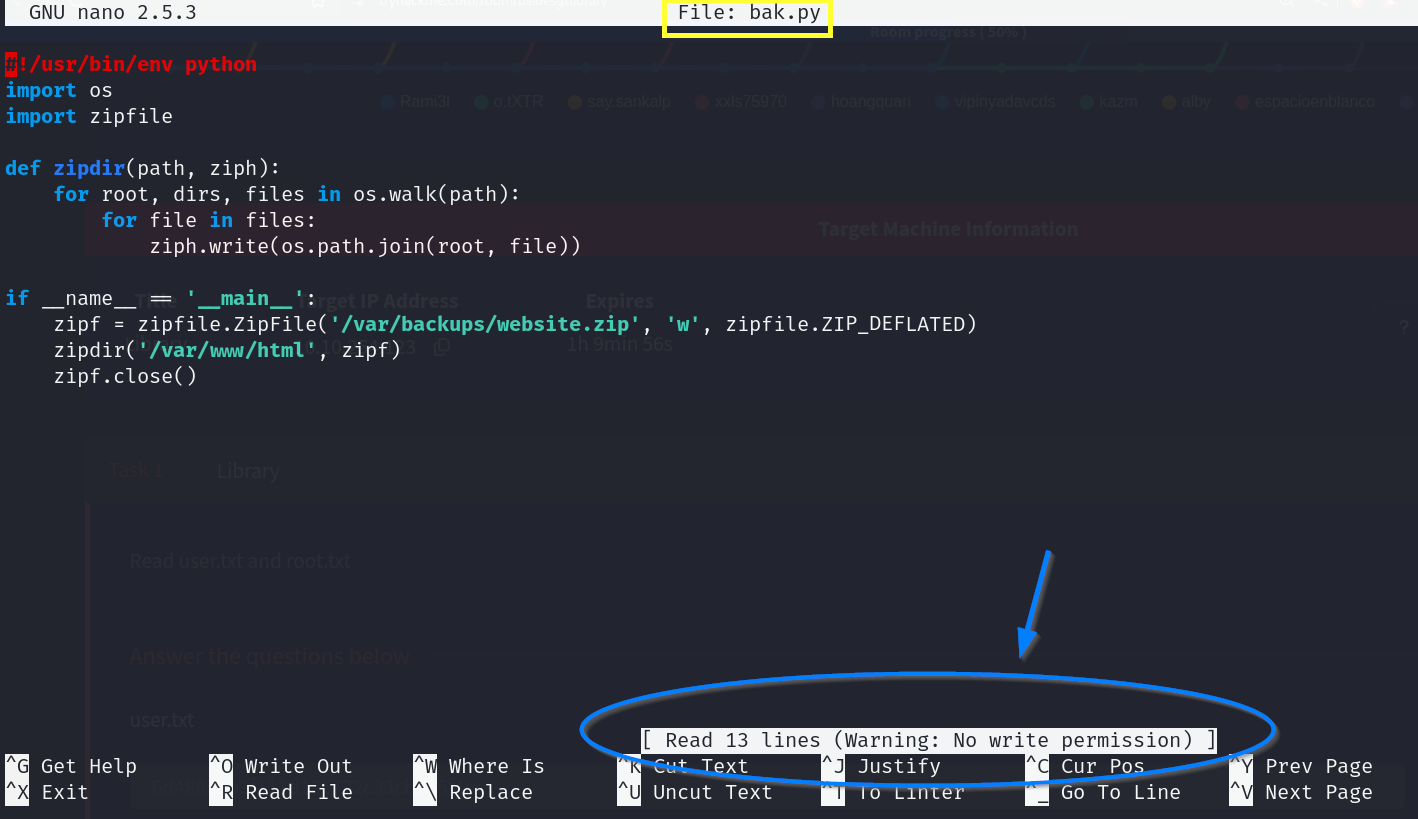 GNU nano 2.5.3 File: bak.py
Room progress ( 50% )
#!/usr/bin/env python
import os
Rami3l o.IXTR say.sankalp xxls75970 hoangquan vipinyadavcds kazm alby espacioenblanco
import zipfile
def zipdir(path, ziph):
    for root, dirs, files in os.walk(path):
        for file in files:
Target Machine Information
            ziph.write(os.path.join(root, file))
if __name__ == '__main__':
Title Target IP Address Expires
    zipf = zipfile.ZipFile('/var/backups/website.zip', 'w', zipfile.ZIP_DEFLATED)
?
    zipdir('/var/www/html', zipf)
1h 9min 56s
    zipf.close()
Task 1 Library
Read user.txt and root.txt
Answer the questions below
user.txt
[ Read 13 lines (Warning: No write permission) ]
^G Get Help ^O Write Out ^W Where Is ^K Cut Text ^J Justify ^C Cur Pos ^Y Prev Page
^X Exit ^R Read File ^\ Replace ^U Uncut Text ^T To Linter ^_ Go To Line ^V Next Page